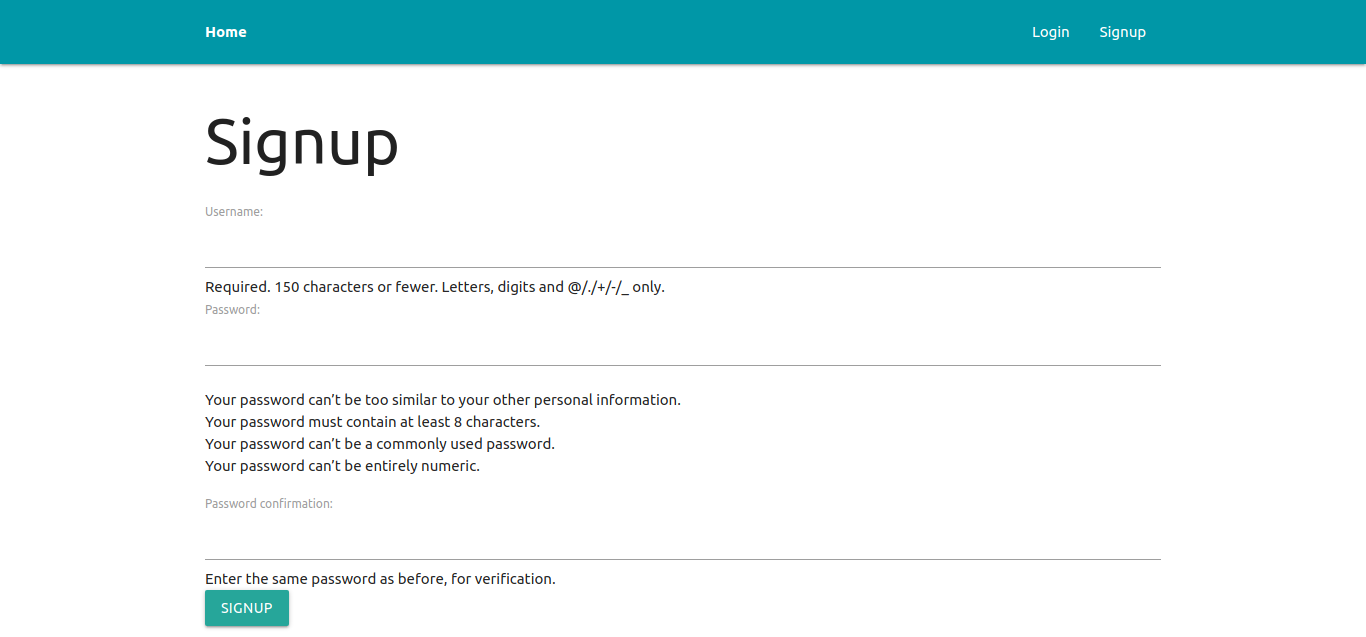 Home
Login
Signup
Signup
Username:
Required. 150 characters or fewer. Letters, digits and @/./+/-/_ only.
Password:
Your password can’t be too similar to your other personal information.
Your password must contain at least 8 characters.
Your password can’t be a commonly used password.
Your password can’t be entirely numeric.
Password confirmation:
Enter the same password as before, for verification.
SIGNUP